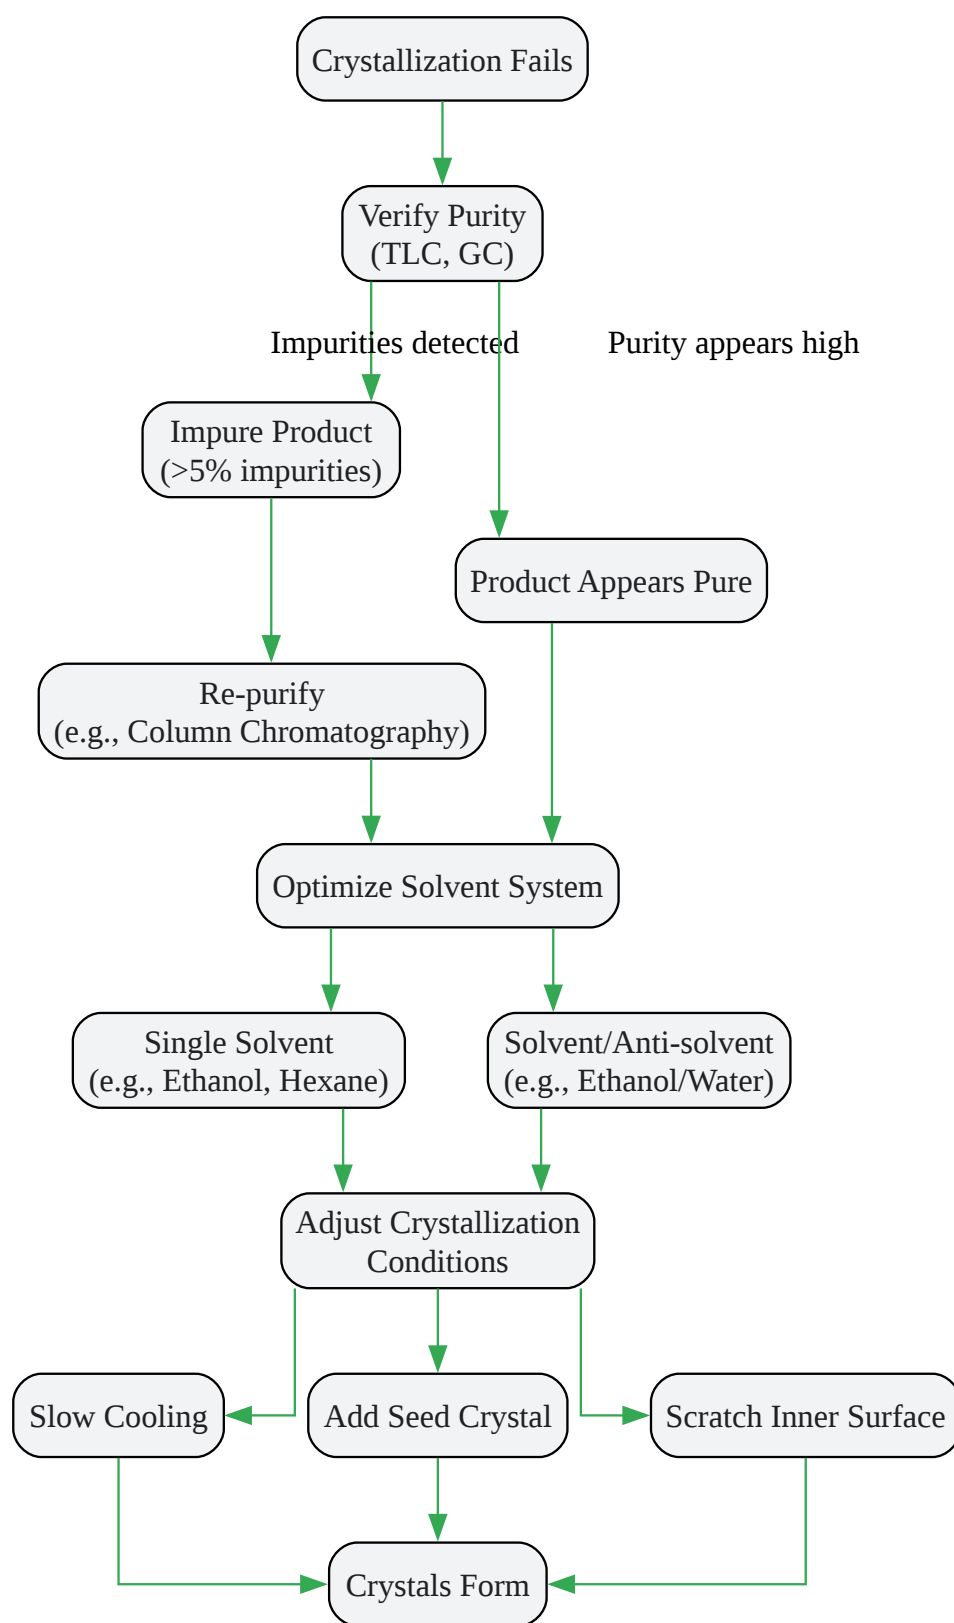 Crystallization Fails
Verify Purity
(TLC, GC)
Impurities detected
Purity appears high
Impure Product
(>5% impurities)
Product Appears Pure
Re-purify
(e.g., Column Chromatography)
Optimize Solvent System
Single Solvent
(e.g., Ethanol, Hexane)
Solvent/Anti-solvent
(e.g., Ethanol/Water)
Adjust Crystallization
Conditions
Slow Cooling
Add Seed Crystal
Scratch Inner Surface
Crystals Form